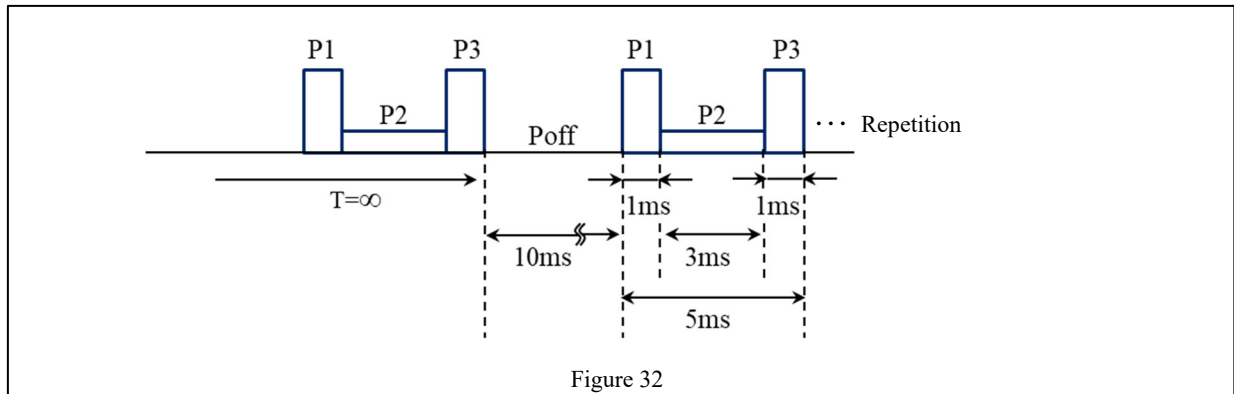 P1 P3 P1 P3
P2 P2 ··· Repetition
Poff
T=∞ 1ms 1ms
10ms 3ms
5ms
Figure 32